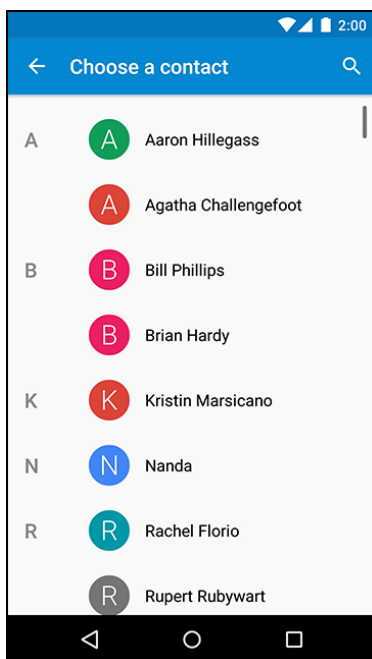 2:00
Choose a contact
A A Aaron Hillegass
A Agatha Challengefoot
B B Bill Phillips
B Brian Hardy
K K Kristin Marsicano
N N Nanda
R R Rachel Florio
R Rupert Rubywart